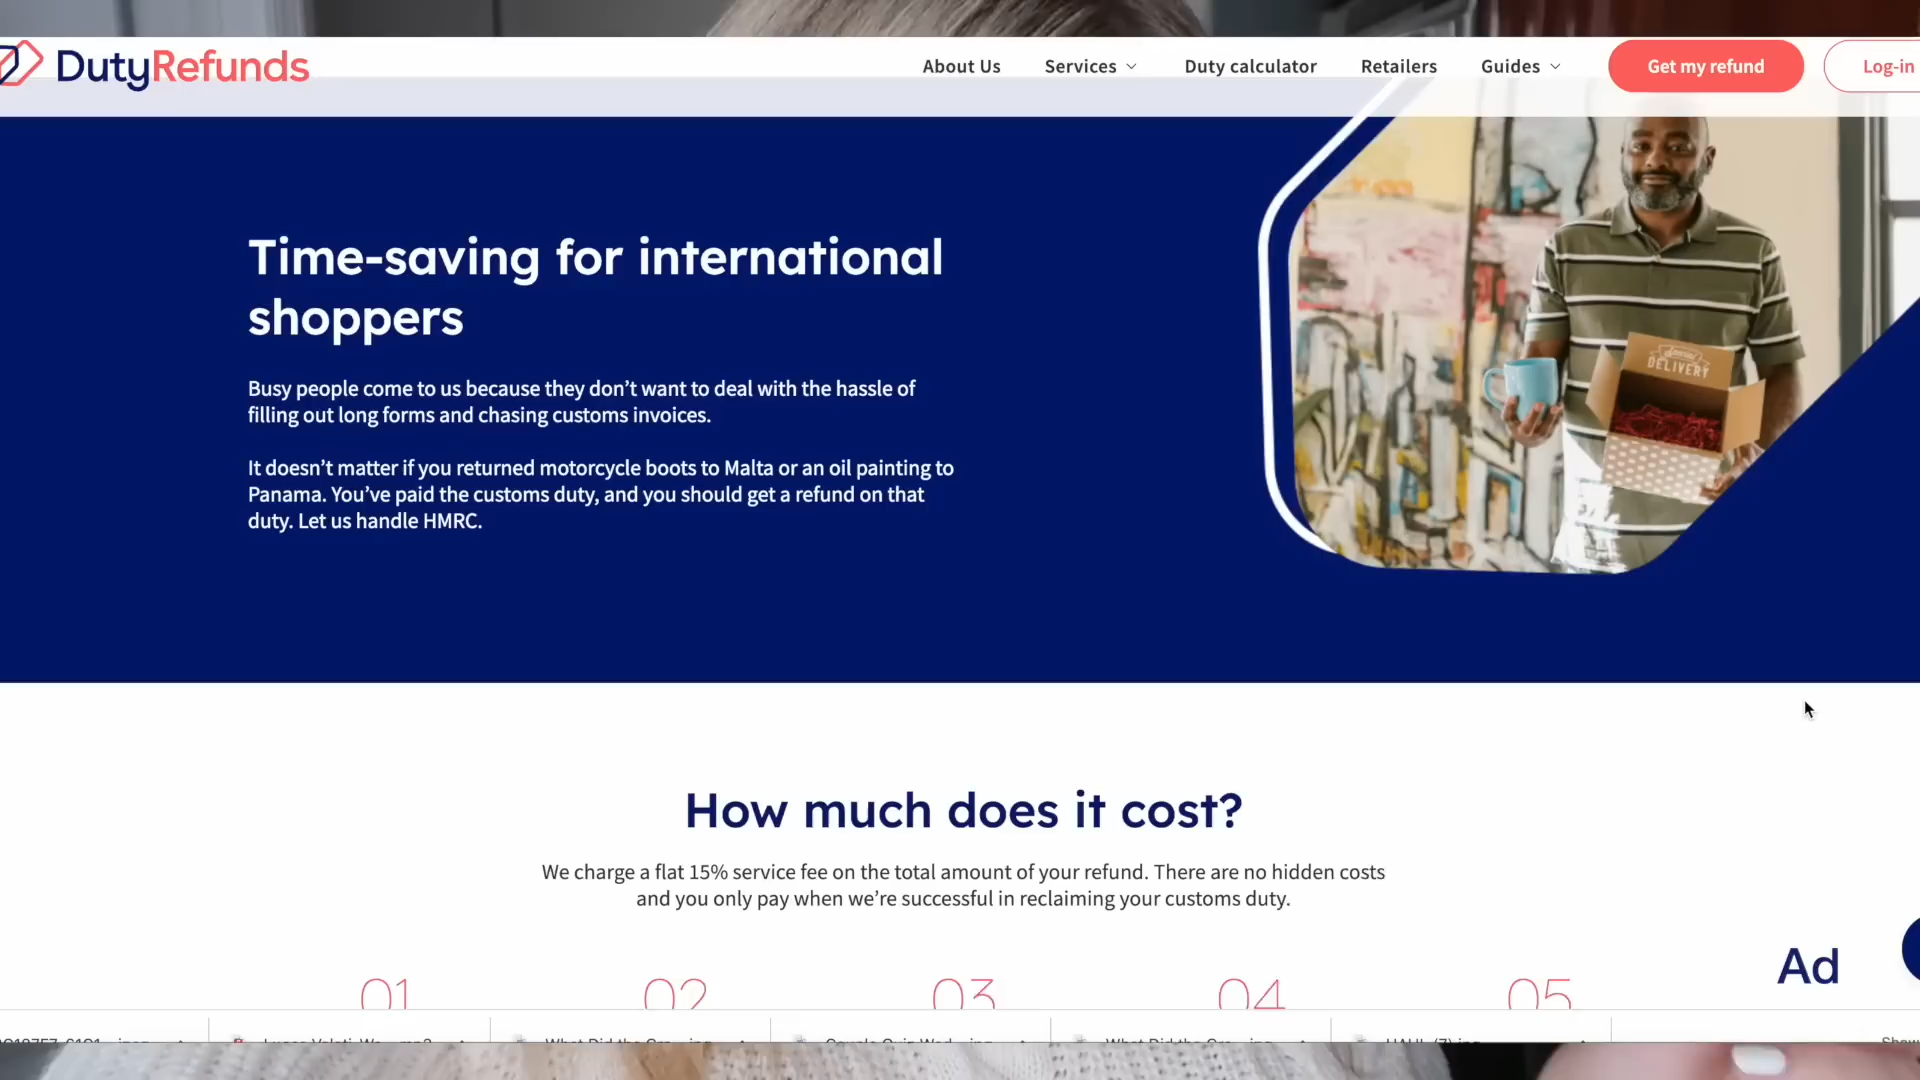 DutyRefunds
About Us
Services
Duty calculator
Retailers
Guides
Get my refund
Log-in
DELIVERY
Time-saving for international
shoppers
Busy people come to us because they don’t want to deal with the hassle of
filling out long forms and chasing customs invoices.
It doesn’t matter if you returned motorcycle boots to Malta or an oil painting to
Panama. You’ve paid the customs duty, and you should get a refund on that
duty. Let us handle HMRC.
How much does it cost?
We charge a flat 15% service fee on the total amount of your refund. There are no hidden costs
and you only pay when we’re successful in reclaiming your customs duty.
Ad
01
02
03
04
05